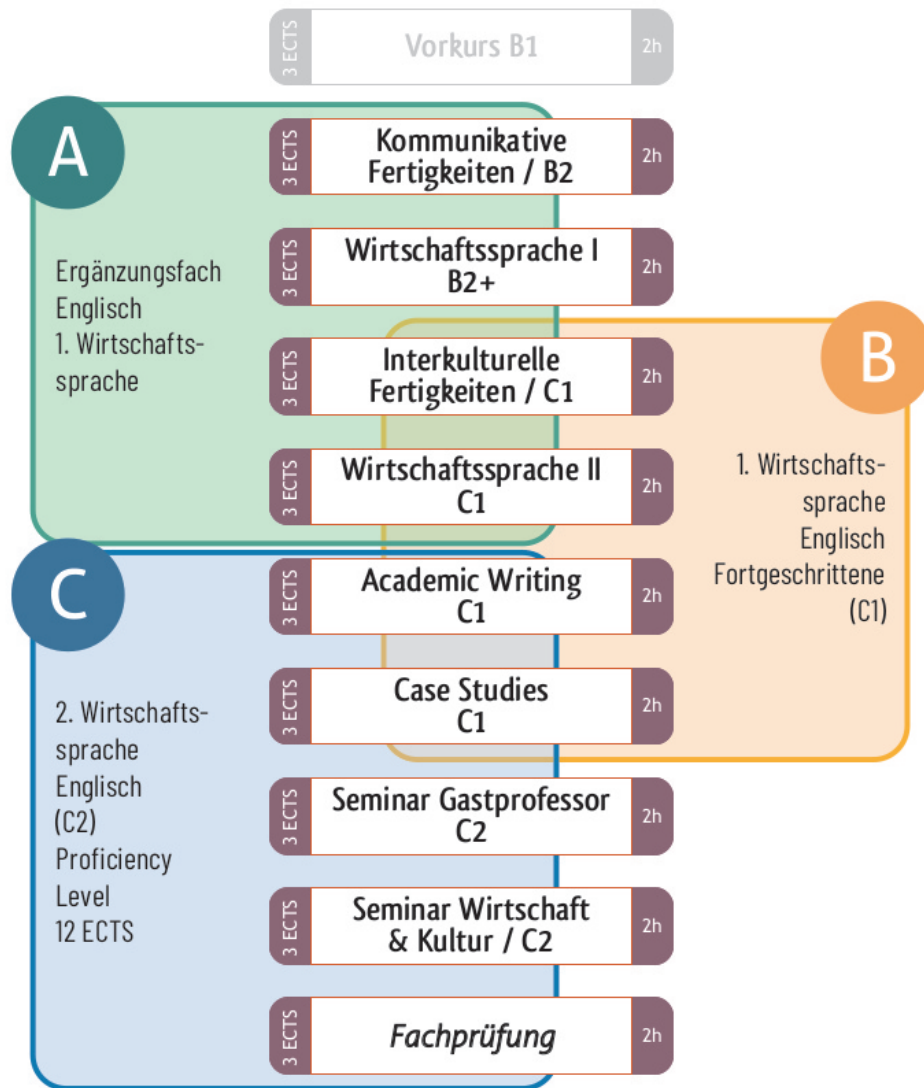 3 ECTS
Vorkurs B1
2h
A
3 ECTS
Kommunikative
Fertigkeiten / B2
2h
Ergänzungsfach
Englisch
1. Wirtschafts-
sprache
3 ECTS
Wirtschaftssprache I
B2+
2h
B
3 ECTS
Interkulturelle
Fertigkeiten / C1
2h
3 ECTS
Wirtschaftssprache II
C1
2h
1. Wirtschafts-
sprache
Englisch
Fortgeschrittene
(C1)
C
3 ECTS
Academic Writing
C1
2h
3 ECTS
Case Studies
C1
2h
2. Wirtschafts-
sprache
Englisch
(C2)
Proficiency
Level
12 ECTS
3 ECTS
Seminar Gastprofessor
C2
2h
3 ECTS
Seminar Wirtschaft
& Kultur / C2
2h
3 ECTS
Fachprüfung
2h